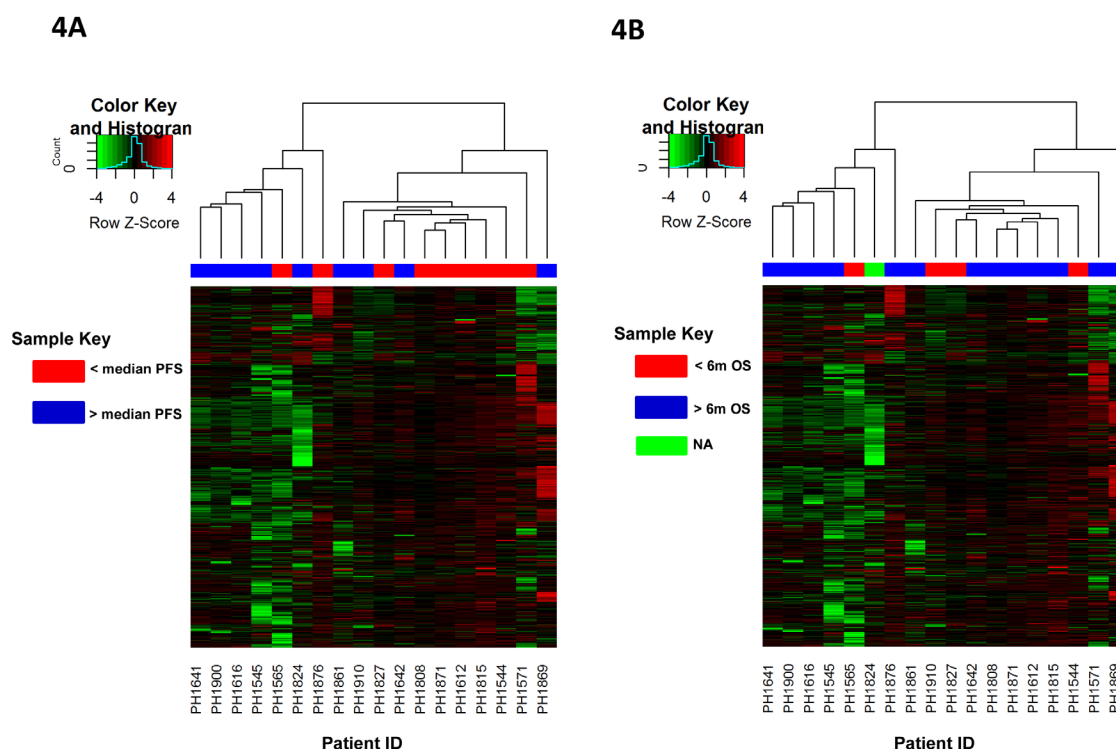 4A
4B
Color Key
and Histogran
Count
0
-4 0 4
Row Z-Score
Color Key
and Histogran
-4 0 4
Row Z-Score
Sample Key
< median PFS
> median PFS
Sample Key
< 6m OS
> 6m OS
NA
PH1641
PH1900
PH1616
PH1545
PH1565
PH1824
PH1876
PH1861
PH1910
PH1827
PH1642
PH1808
PH1871
PH1612
PH1815
PH1544
PH1571
PH1869
Patient ID
PH1641
PH1900
PH1616
PH1545
PH1565
PH1824
PH1876
PH1861
PH1910
PH1827
PH1642
PH1808
PH1871
PH1612
PH1815
PH1544
PH1571
PH1869
Patient ID